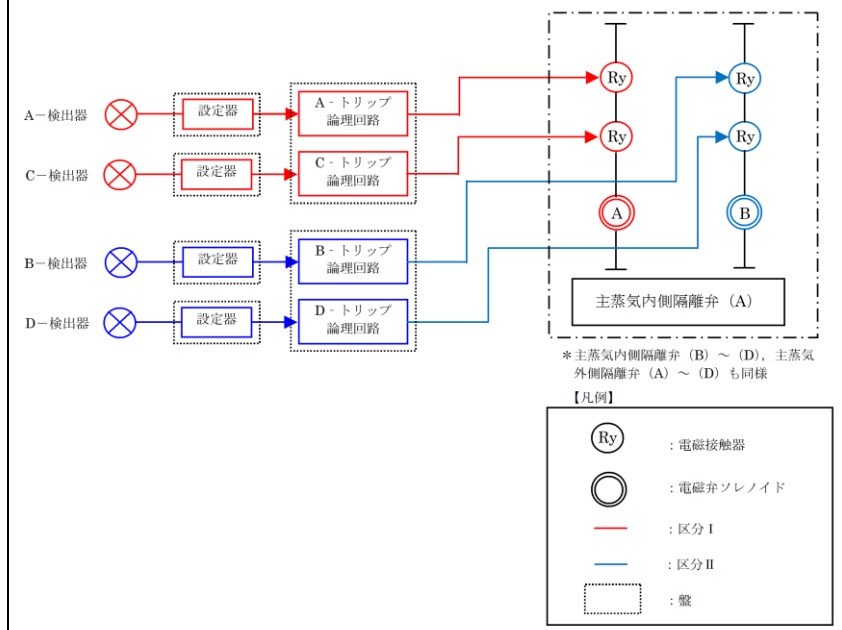 A－検出器
設定器
A‐トリップ
論理回路
C－検出器
設定器
C‐トリップ
論理回路
B－検出器
設定器
B‐トリップ
論理回路
D－検出器
設定器
D‐トリップ
論理回路
Ry
Ry
Ry
Ry
A
B
主蒸気内側隔離弁（A）
＊主蒸気内側隔離弁（B）～（D），主蒸気
外側隔離弁（A）～（D）も同様
【凡例】
Ry
：電磁接触器
：電磁弁ソレノイド
：区分Ⅰ
：区分Ⅱ
：盤